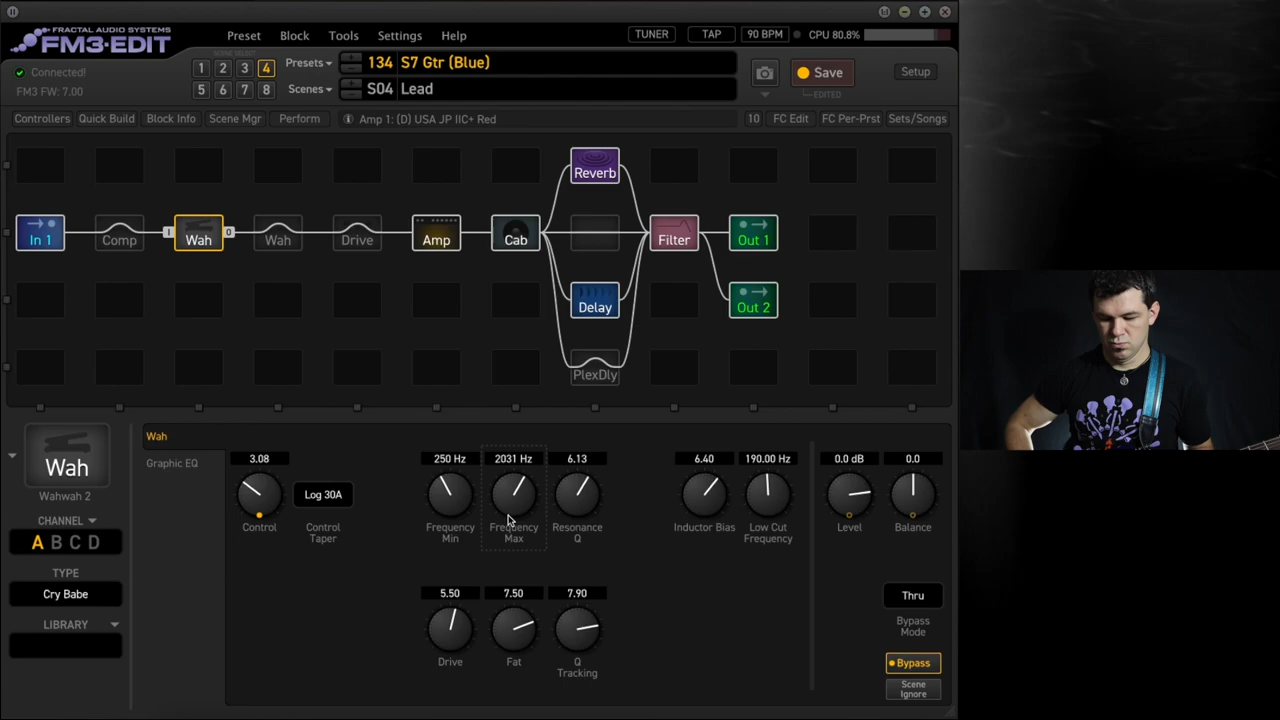 FRACTAL AUDIO SYSTEMS
FM3-EDIT
Preset Block Tools Settings Help
TUNER TAP 90 BPM CPU 80.8%
SCENE SELECT
1 2 3 4
5 6 7 8
Presets 134 S7 Gtr (Blue)
Scenes S04 Lead
Save
EDITED
Setup
Connected!
FM3 FW: 7.00
Controllers Quick Build Block Info Scene Mgr Perform Amp 1: (D) USA JP IIC+ Red 10 FC Edit FC Per-Prst Sets/Songs
Reverb
In 1 Comp I Wah O Wah Drive Amp Cab Filter Out 1
Delay Out 2
PlexDly
Wah
Wahwah 2
CHANNEL
A B C D
TYPE
Cry Babe
LIBRARY
Wah
Graphic EQ
3.08
Control
Log 30A
Control
Taper
250 Hz
Frequency
Min
2031 Hz
Frequency
Max
6.13
Resonance
Q
6.40
Inductor Bias
190.00 Hz
Low Cut
Frequency
0.0 dB
Level
0.0
Balance
5.50
Drive
7.50
Fat
7.90
Q
Tracking
Thru
Bypass
Mode
Bypass
Scene
Ignore